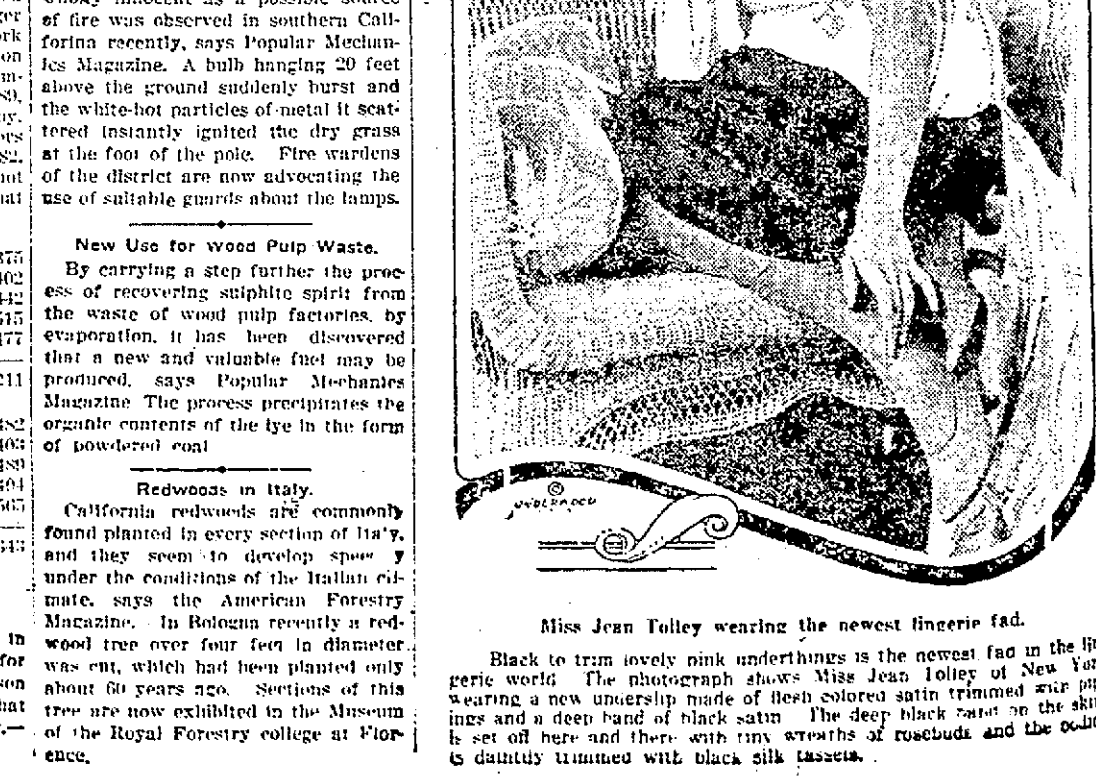 of fire was observed in southern Cali-
fornia recently, says Popular Mechan-
ics Magazine. A bulb hanging 20 feet
above the ground suddenly burst and
the white-hot particles of metal it scat-
tered instantly ignited the dry grass
at the foot of the pole. Fire wardens
of the district are now advocating the
use of suitable guards about the lamps.
New Use for Wood Pulp Waste.
By carrying a step further the proc-
ess of recovering sulphite spirit from
the waste of wood pulp factories, by
evaporation, it has been discovered
that a new and valuable fuel may be
produced, says Popular Mechanics
Magazine The process precipitates the
organic contents of the lye in the form
of powdered coal
Redwoods in Italy.
California redwoods are commonly
found planted in every section of Italy,
and they seem to develop
under the conditions of the Italian cli-
mate, says the American Forestry
Magazine. In Bologna recently a red-
wood tree over four feet in diameter
was cut, which had been planted only
about 60 years ago. Sections of this
tree are now exhibited in the Museum
of the Royal Forestry college at Flor-
ence.
© UNDERWOOD
Miss Jean Tolley wearing the newest lingerie fad.
Black to trim lovely pink underthings is the newest fad in the
gerie world The photograph shows Miss Jean Tolley of New
wearing a new underslip made of flesh colored satin trimmed with
ings and a deep band of black satin The deep black band on the
is set off here and there with tiny wreaths of rosebuds and the
is daintily trimmed with black silk tassels.